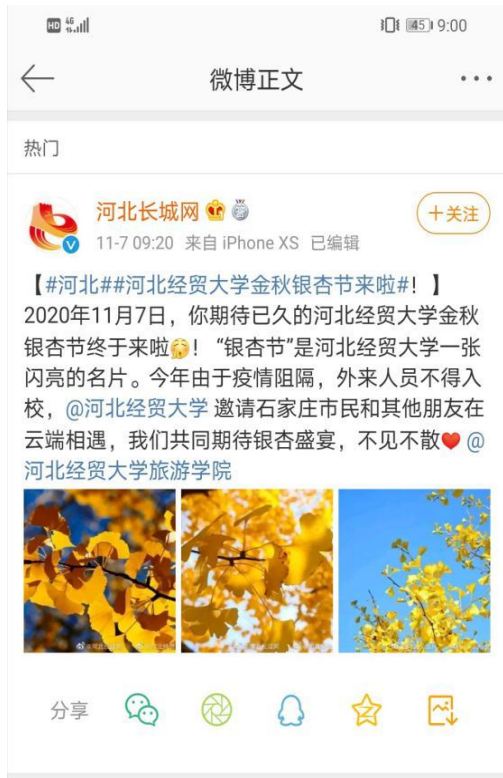 HD 4G 45 9:00
微博正文
热门
河北长城网
+关注
11-7 09:20 来自 iPhone XS 已编辑
【#河北##河北经贸大学金秋银杏节来啦#！】
2020年11月7日，你期待已久的河北经贸大学金秋
银杏节终于来啦！“银杏节”是河北经贸大学一张
闪亮的名片。今年由于疫情阻隔，外来人员不得入
校，@河北经贸大学 邀请石家庄市民和其他朋友在
云端相遇，我们共同期待银杏盛宴，不见不散❤️ @
河北经贸大学旅游学院
分享